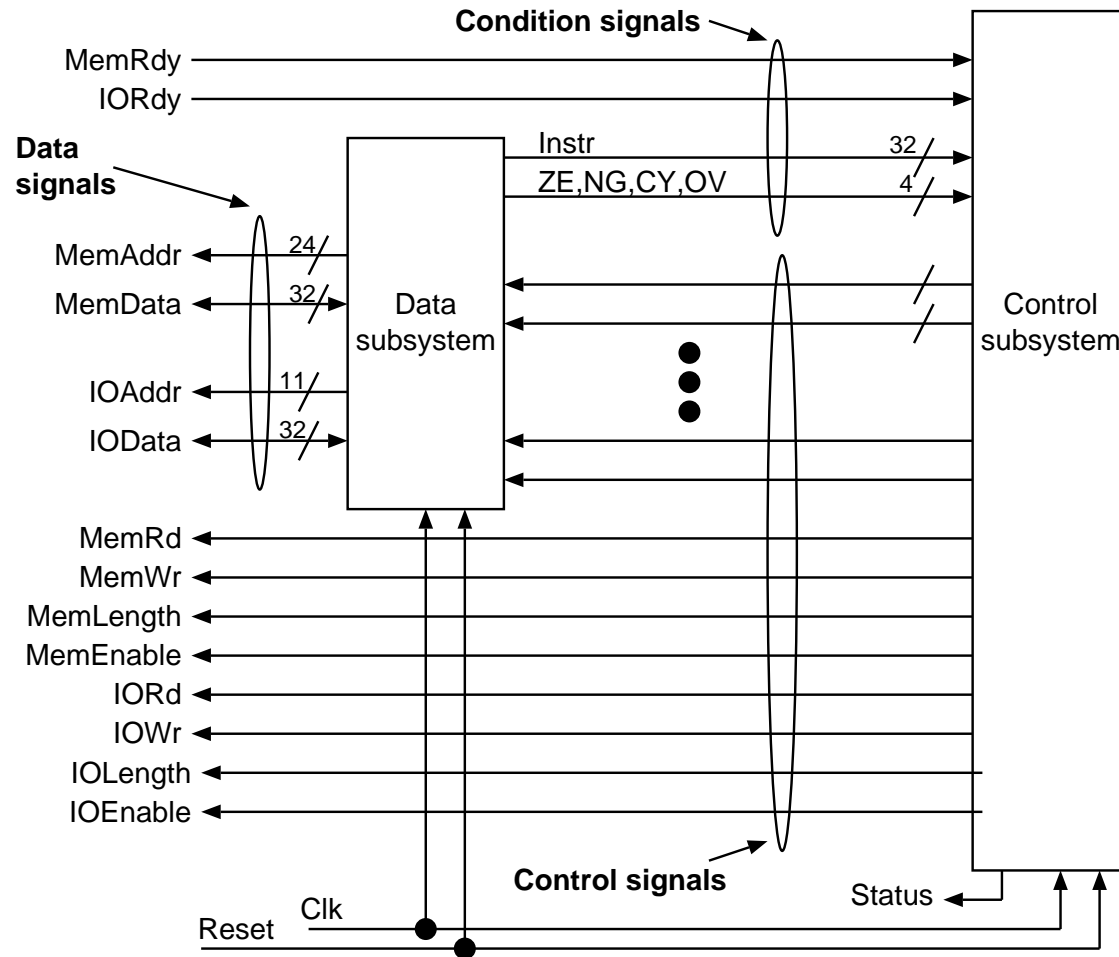 Condition signals
MemRdy
IORdy
Data
signals
Instr
32
ZE,NG,CY,OV
4
MemAddr
24
MemData
32
Data
subsystem
Control
subsystem
IOAddr
11
IOData
32
MemRd
MemWr
MemLength
MemEnable
IORd
IOWr
IOLength
IOEnable
Control signals
Status
Clk
Reset